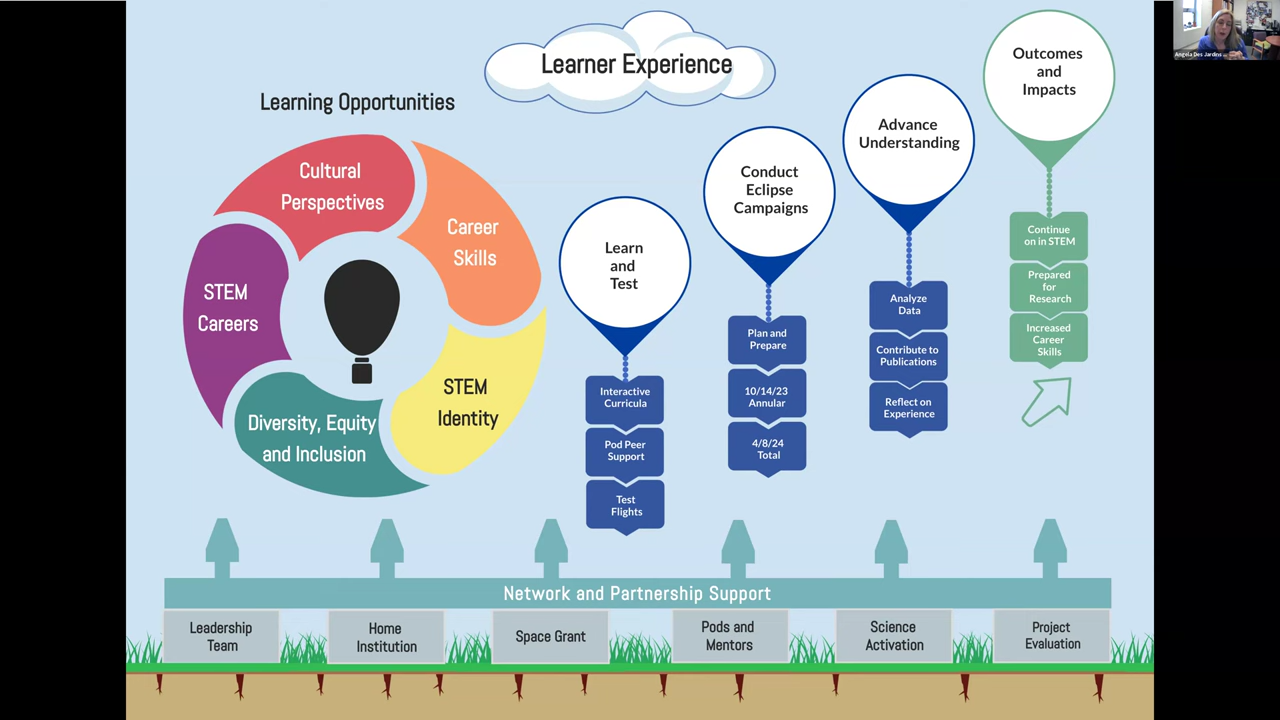 Learner Experience
Learning Opportunities
Cultural
Perspectives
Career
Skills
STEM
Careers
STEM
Identity
Diversity, Equity
and Inclusion
Learn
and
Test
Interactive
Curricula
Pod Peer
Support
Test
Flights
Conduct
Eclipse
Campaigns
Plan and
Prepare
10/14/23
Annular
4/8/24
Total
Advance
Understanding
Analyze
Data
Contribute to
Publications
Reflect on
Experience
Outcomes
and
Impacts
Continue
on in STEM
Prepared
for
Research
Increased
Career
Skills
Network and Partnership Support
Leadership
Team
Home
Institution
Space Grant
Pods and
Mentors
Science
Activation
Project
Evaluation
Angela Des Jardins